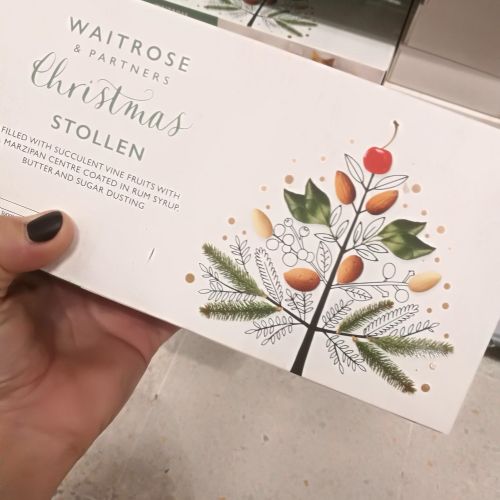 WAITROSE
& PARTNERS
Christmas
STOLLEN
FILLED WITH SUCCULENT VINE FRUITS WITH
MARZIPAN CENTRE COATED IN RUM SYRUP,
BUTTER AND SUGAR DUSTING